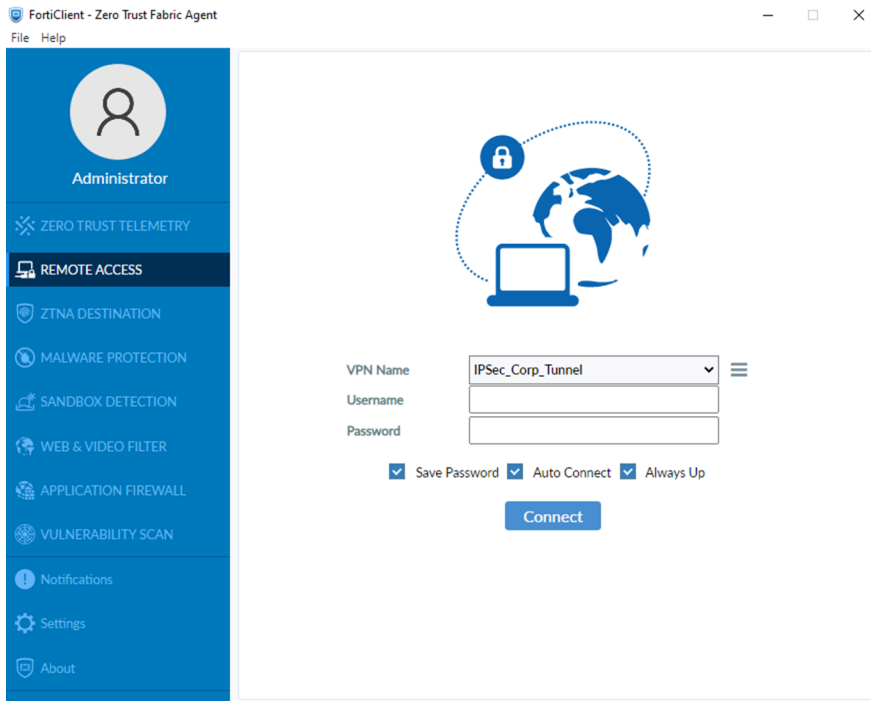 FortiClient - Zero Trust Fabric Agent
File Help
Administrator
ZERO TRUST TELEMETRY
REMOTE ACCESS
ZTNA DESTINATION
MALWARE PROTECTION
SANDBOX DETECTION
WEB & VIDEO FILTER
APPLICATION FIREWALL
VULNERABILITY SCAN
Notifications
Settings
About
VPN Name IPSec_Corp_Tunnel
Username
Password
Save Password Auto Connect Always Up
Connect